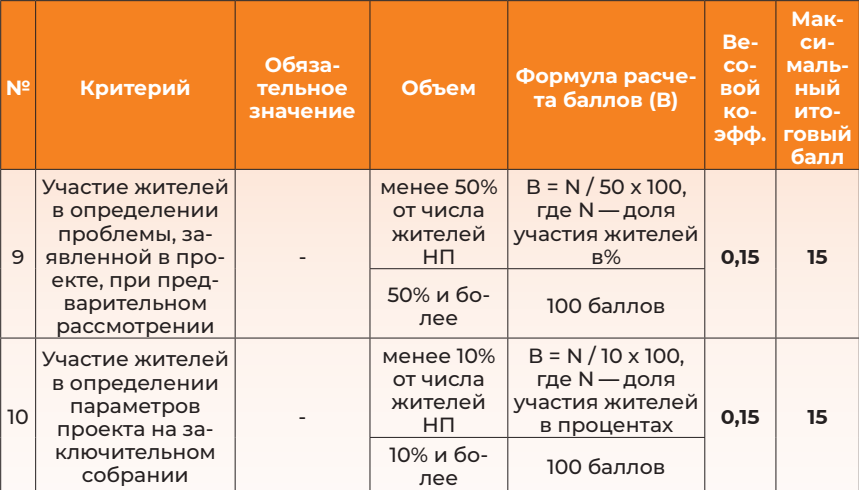 №
Критерий
Обяза-
тельное
значение
Объем
Формула расче-
та баллов (В)
Ве-
со-
вой
ко-
эфф.
Мак-
си-
маль-
ный
ито-
говый
балл
9
Участие жителей
в определении
проблемы, за-
явленной в про-
екте, при пред-
варительном
рассмотрении
-
менее 50%
от числа
жителей
НП
B = N / 50 x 100,
где N — доля
участия жителей
в%
50% и бо-
лее
100 баллов
0,15
15
10
Участие жителей
в определении
параметров
проекта на за-
ключительном
собрании
-
менее 10%
от числа
жителей
НП
B = N / 10 x 100,
где N — доля
участия жителей
в процентах
10% и бо-
лее
100 баллов
0,15
15